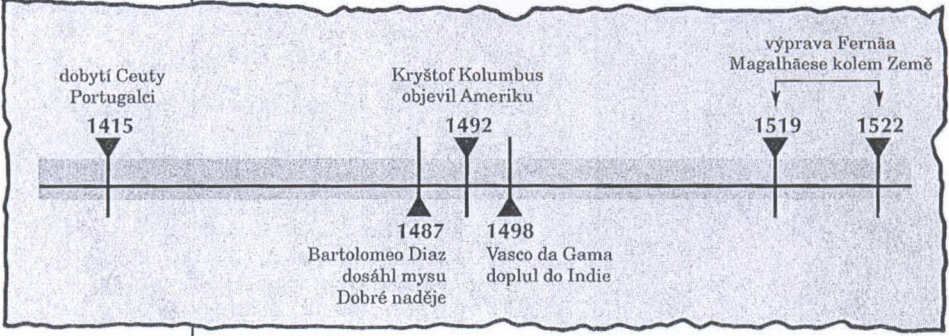 dobytí Ceuty
Portugalci
1415
Kryštof Kolumbus
objevil Ameriku
1492
výprava Fernãa
Magalhãese kolem Země
1519
1522
1487
Bartolomeo Diaz
dosáhl mysu
Dobré naděje
1498
Vasco da Gama
doplul do Indie